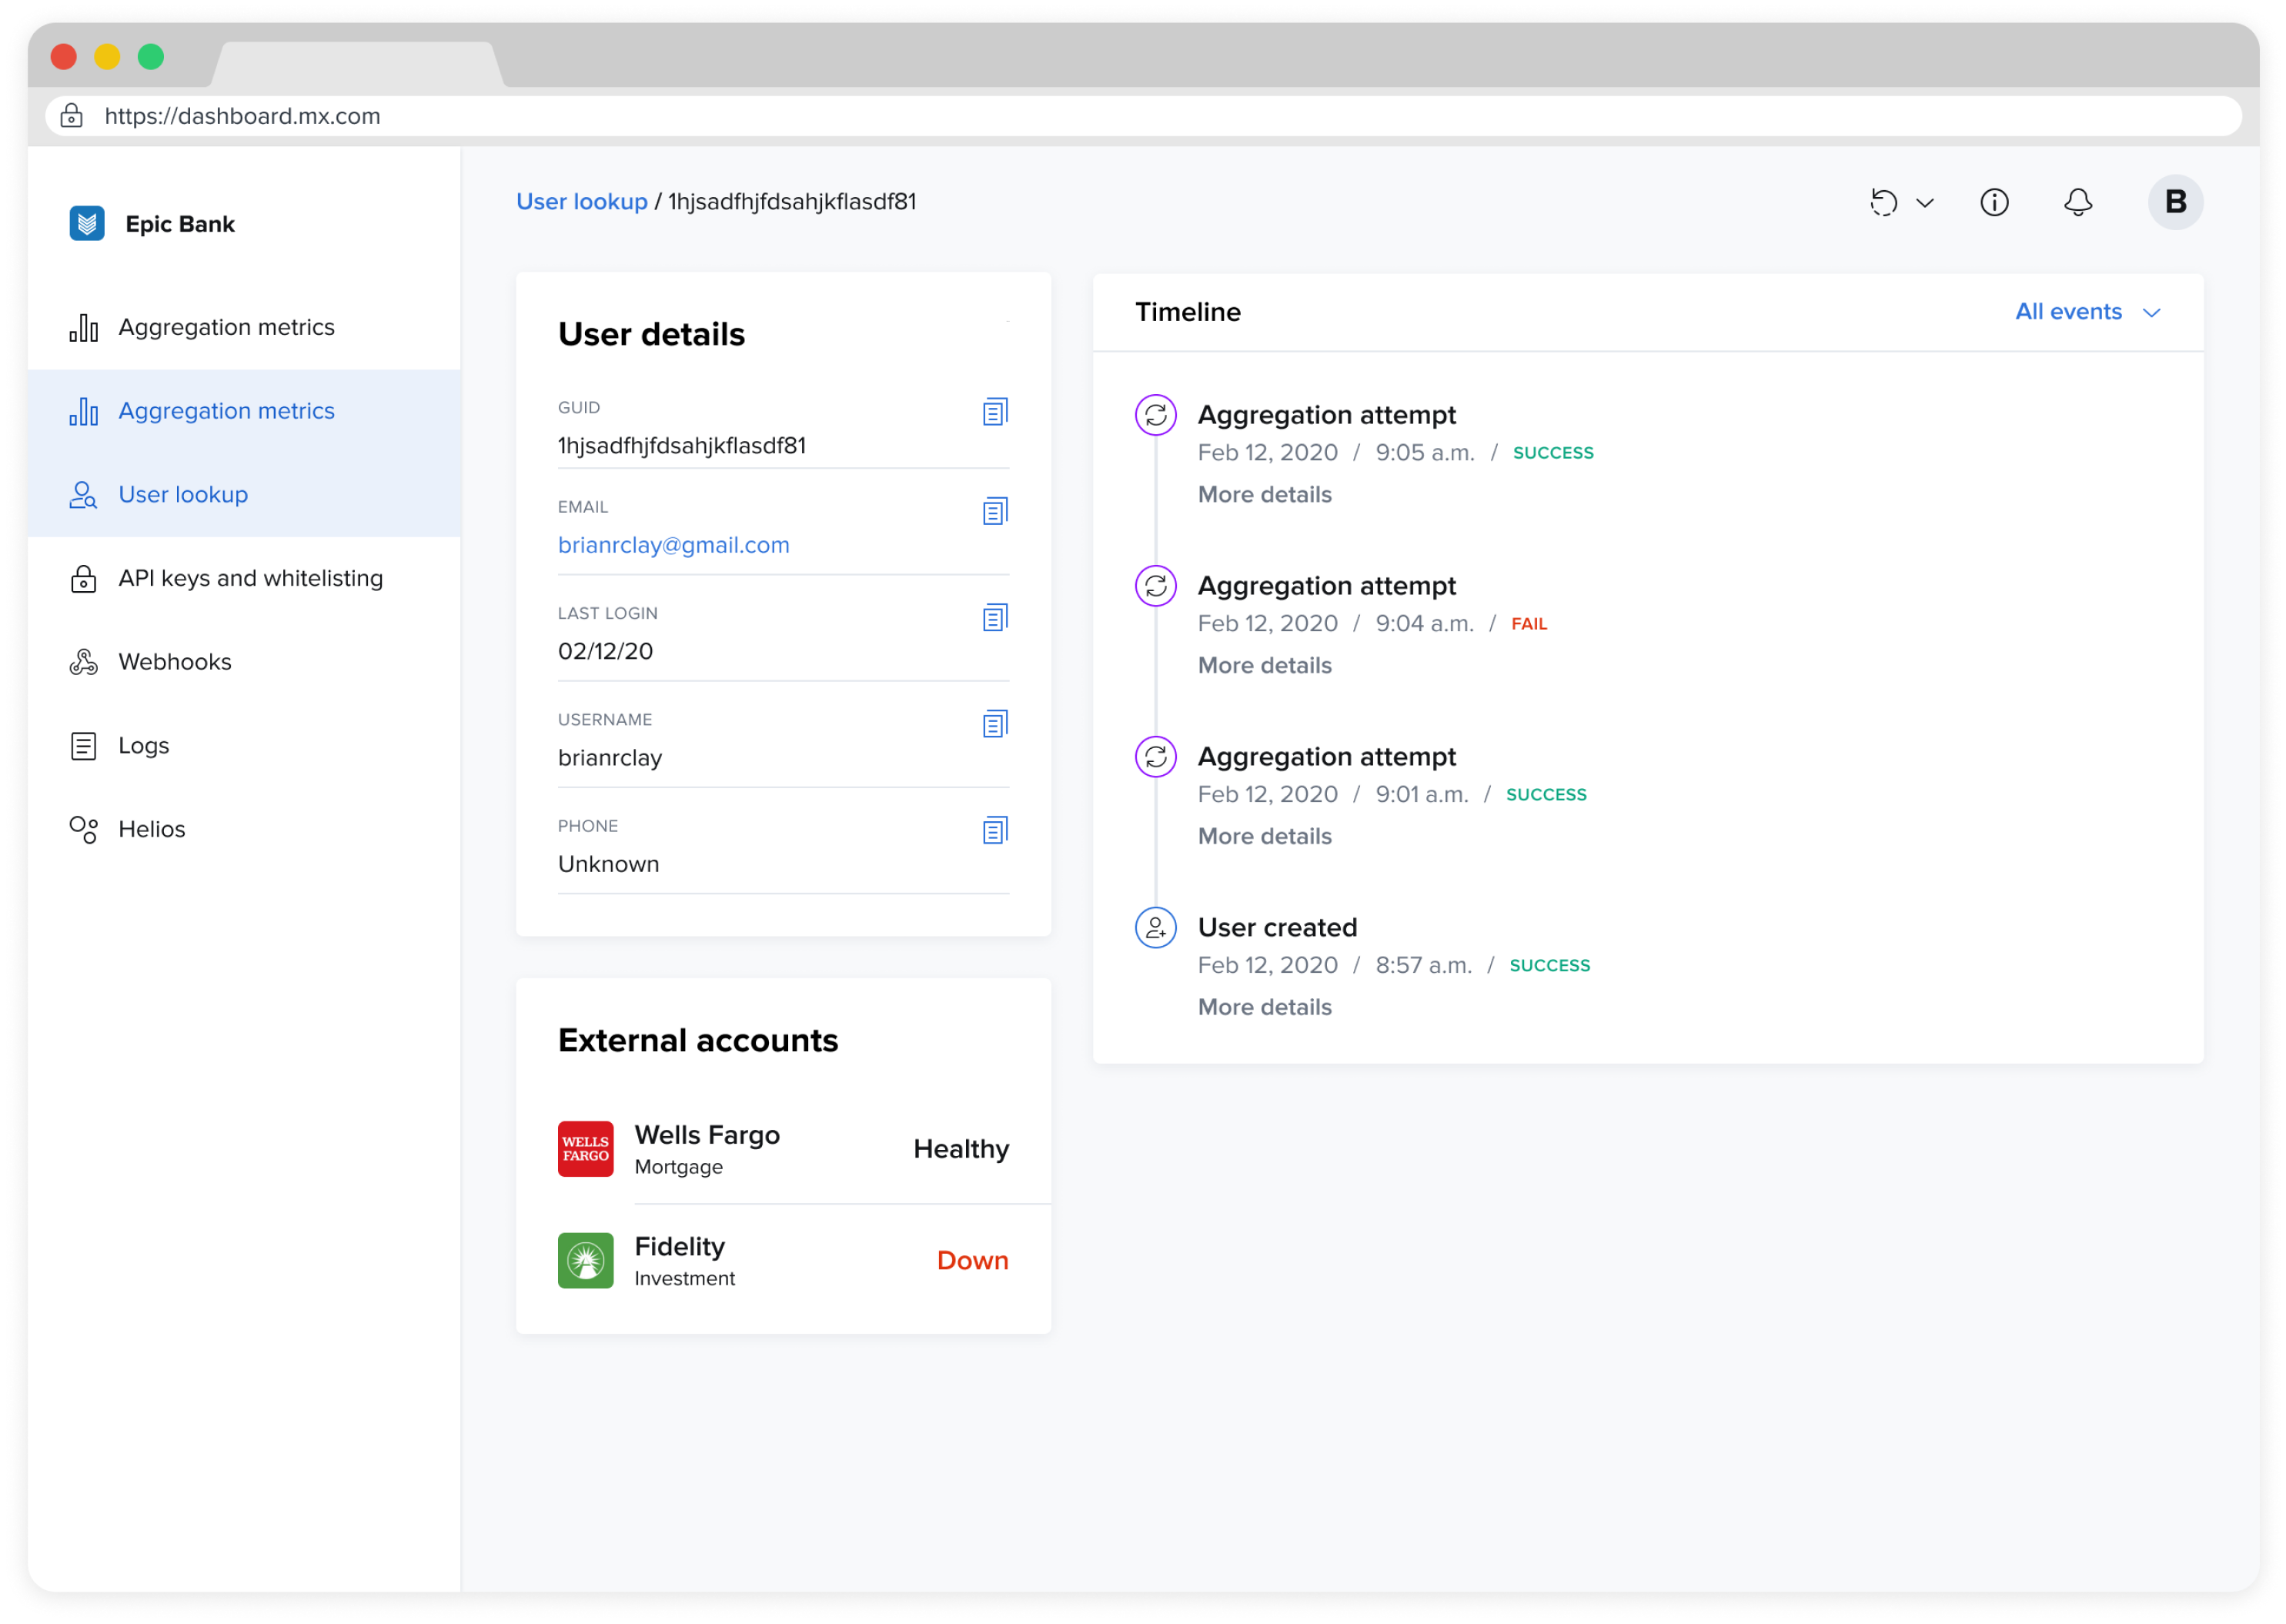 https://dashboard.mx.com
Epic Bank
Aggregation metrics
Aggregation metrics
User lookup
API keys and whitelisting
Webhooks
Logs
Helios
User lookup / 1hjsadfhjfdsahjkflasdf81
B
User details
GUID
1hjsadfhjfdsahjkflasdf81
EMAIL
brianrclay@gmail.com
LAST LOGIN
02/12/20
USERNAME
brianrclay
PHONE
Unknown
External accounts
WELLS
FARGO
Wells Fargo
Mortgage
Healthy
Fidelity
Investment
Down
Timeline
All events
Aggregation attempt
Feb 12, 2020 / 9:05 a.m. / SUCCESS
More details
Aggregation attempt
Feb 12, 2020 / 9:04 a.m. / FAIL
More details
Aggregation attempt
Feb 12, 2020 / 9:01 a.m. / SUCCESS
More details
User created
Feb 12, 2020 / 8:57 a.m. / SUCCESS
More details